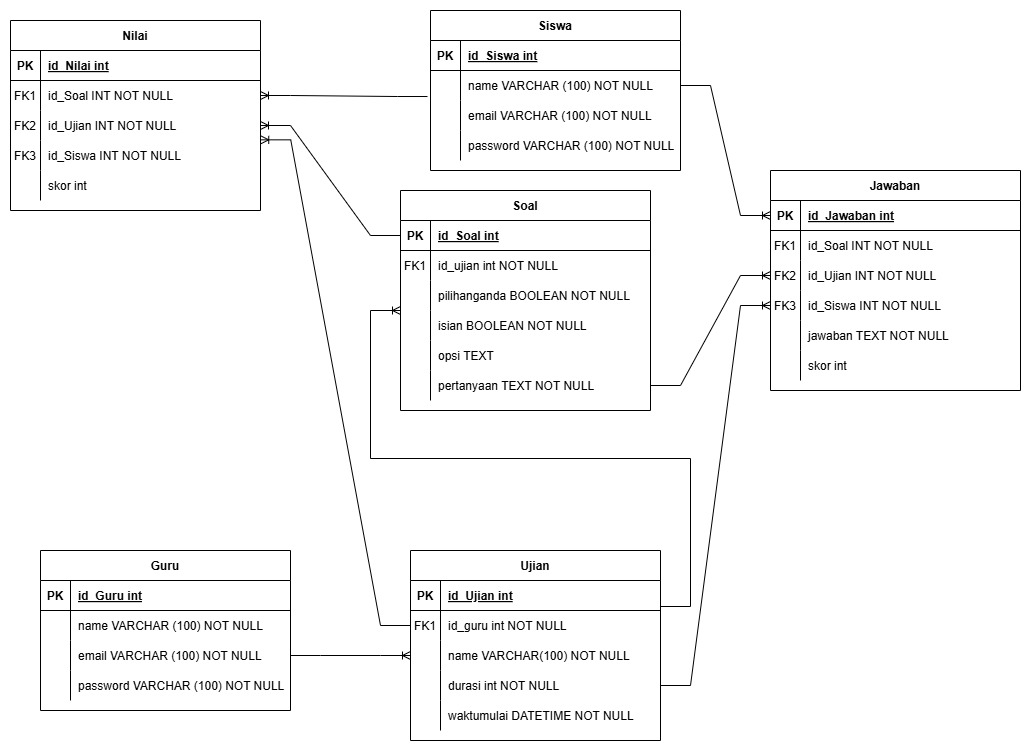 Nilai
PK id_Nilai int
FK1 id_Soal INT NOT NULL
FK2 id_Ujian INT NOT NULL
FK3 id_Siswa INT NOT NULL
skor int
Siswa
PK id_Siswa int
name VARCHAR (100) NOT NULL
email VARCHAR (100) NOT NULL
password VARCHAR (100) NOT NULL
Soal
PK id_Soal int
FK1 id_ujian int NOT NULL
pilihanganda BOOLEAN NOT NULL
isian BOOLEAN NOT NULL
opsi TEXT
pertanyaan TEXT NOT NULL
Jawaban
PK id_Jawaban int
FK1 id_Soal INT NOT NULL
FK2 id_Ujian INT NOT NULL
FK3 id_Siswa INT NOT NULL
jawaban TEXT NOT NULL
skor int
Guru
PK id_Guru int
name VARCHAR (100) NOT NULL
email VARCHAR (100) NOT NULL
password VARCHAR (100) NOT NULL
Ujian
PK id_Ujian int
FK1 id_guru int NOT NULL
name VARCHAR(100) NOT NULL
durasi int NOT NULL
waktumulai DATETIME NOT NULL